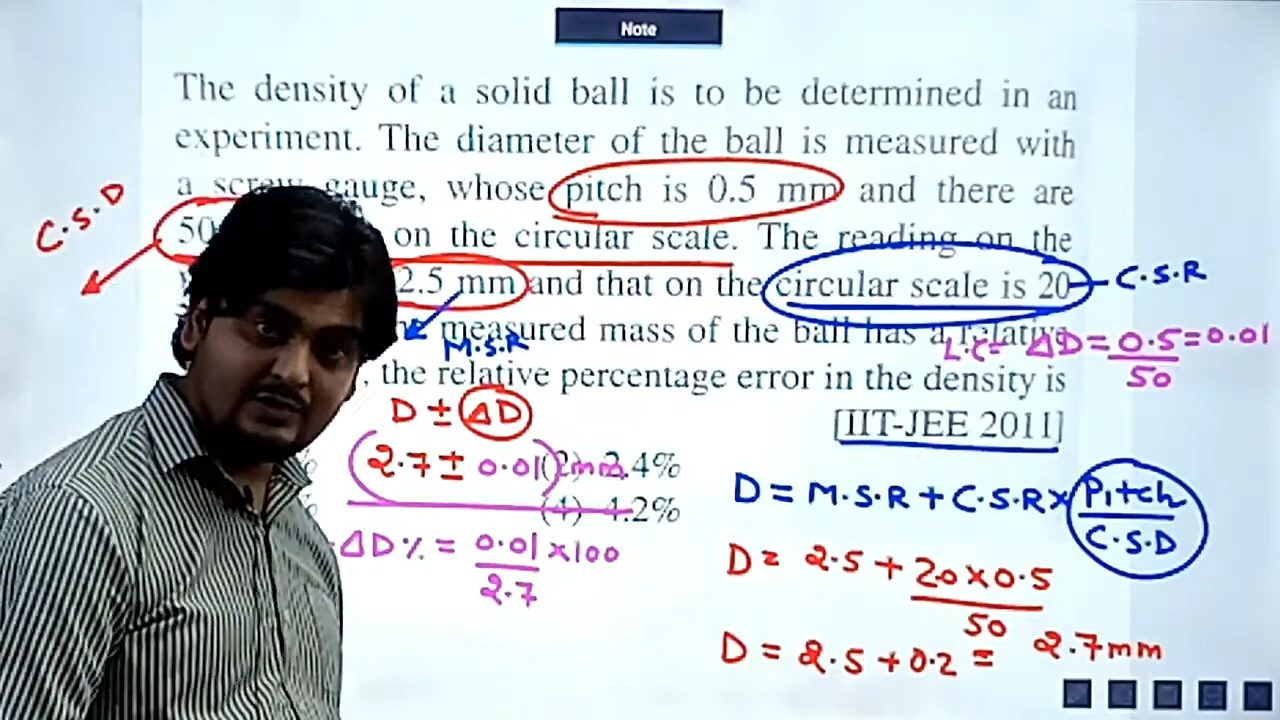 Note
The density of a solid ball is to be determined in an
experiment. The diameter of the ball is measured with
a screw gauge, whose pitch is 0.5 mm and there are
50 on the circular scale. The reading on the
2.5 mm and that on the circular scale is 20
measured mass of the ball has a relative
, the relative percentage error in the density is
[IIT-JEE 2011]
% (2) 2.4%
% (4) 4.2%
C.S.D
C.S.R
M.S.R
L.C = ΔD = 0.5/50 = 0.01
D ± ΔD
2.7 ± 0.01 mm
ΔD% = 0.01/2.7 × 100
D = M.S.R + C.S.R × Pitch/C.S.D
D = 2.5 + 20×0.5/50
D = 2.5 + 0.2 = 2.7mm